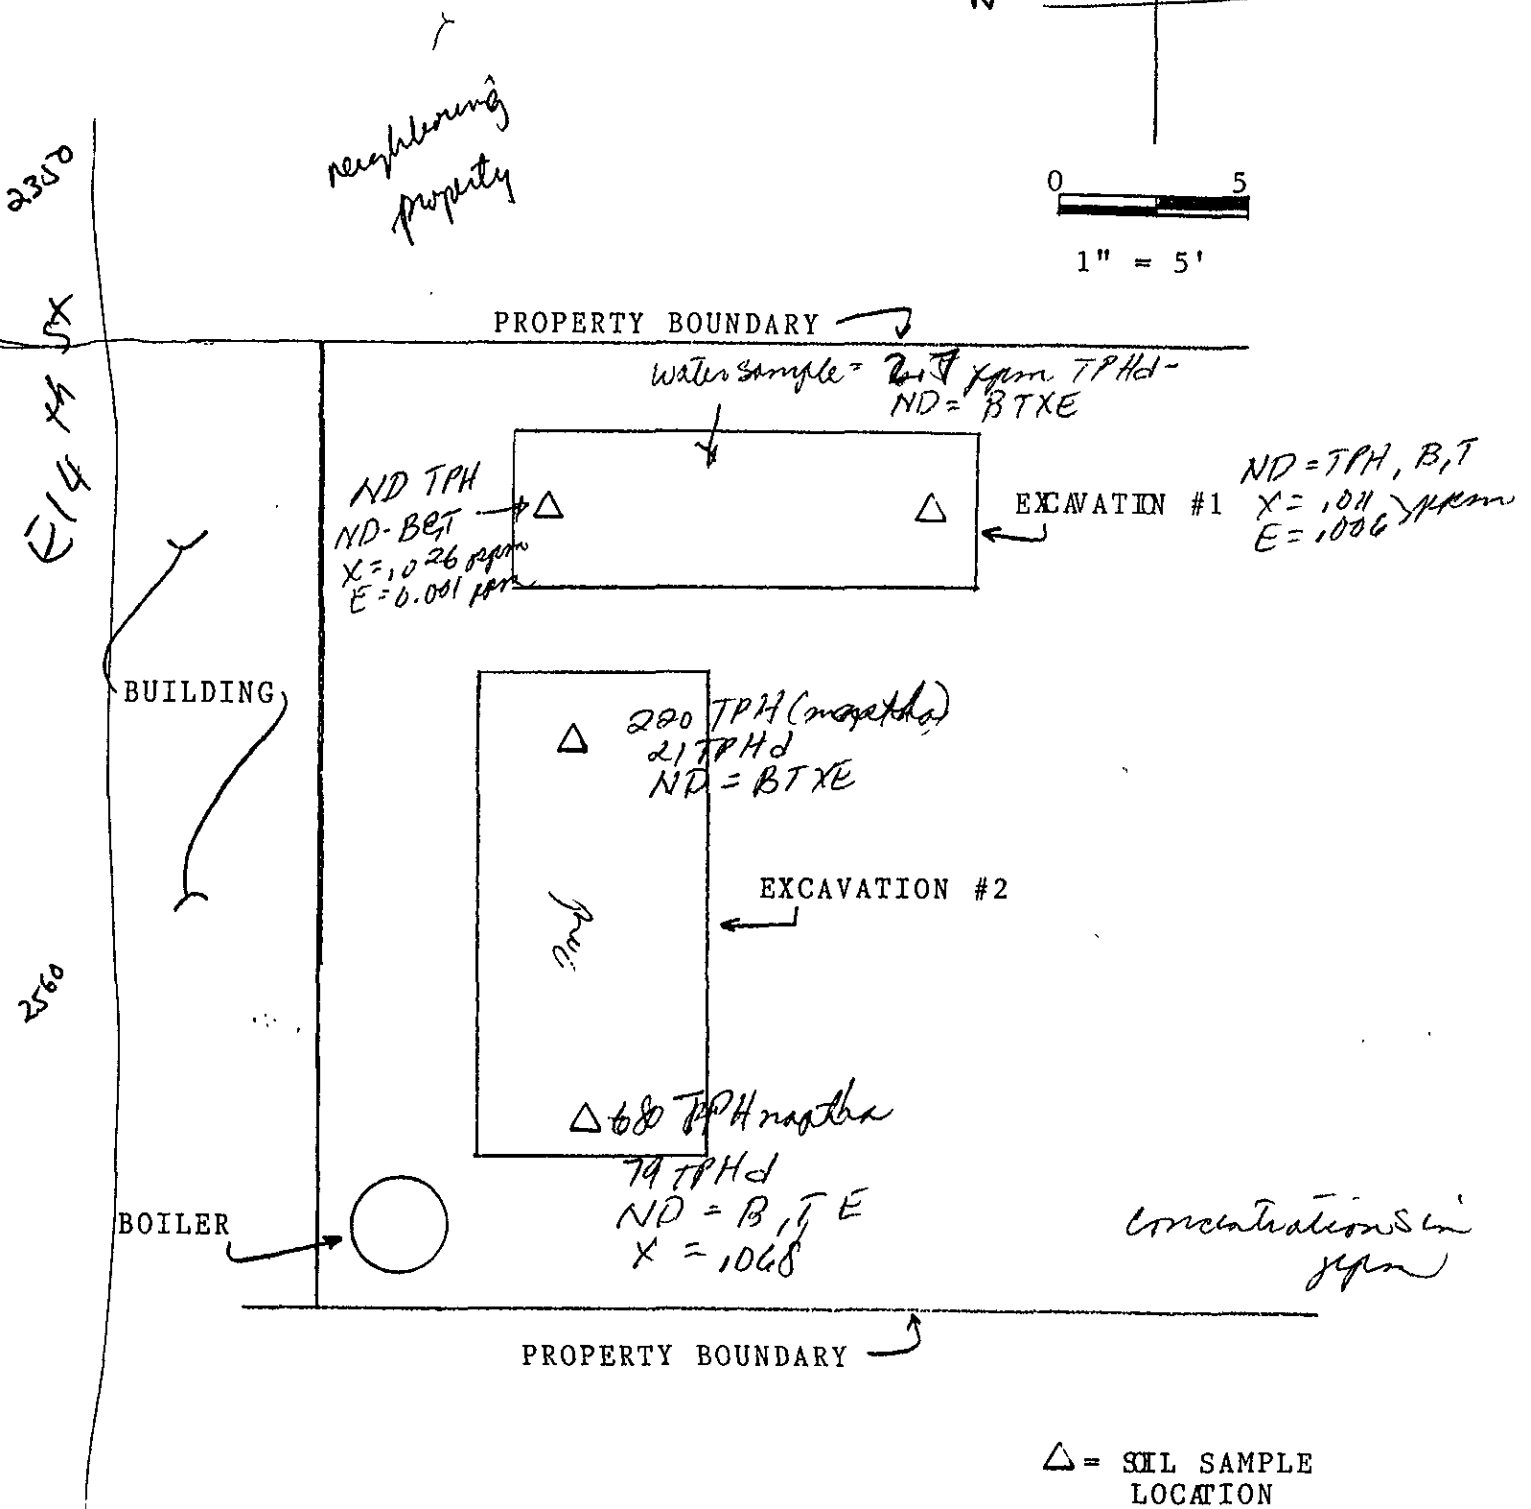 N
neighbouring
property
2350
0 5
1" = 5'
E 14 th St
PROPERTY BOUNDARY
water sample = ppm TPHd-
ND = BTXE
ND TPH
ND-B&T
X = .026 ppm
E = 0.001 ppm
EXCAVATION #1
ND = TPH, B,T
X = .011
E = .006 ppm
BUILDING
220 TPH (naptha)
21 TPHd
ND = BTXE
EXCAVATION #2
2560
680 TPH naptha
79 TPHd
ND = B, T E
X = .068
BOILER
concentrations in
ppm
PROPERTY BOUNDARY
△ = SOIL SAMPLE
LOCATION